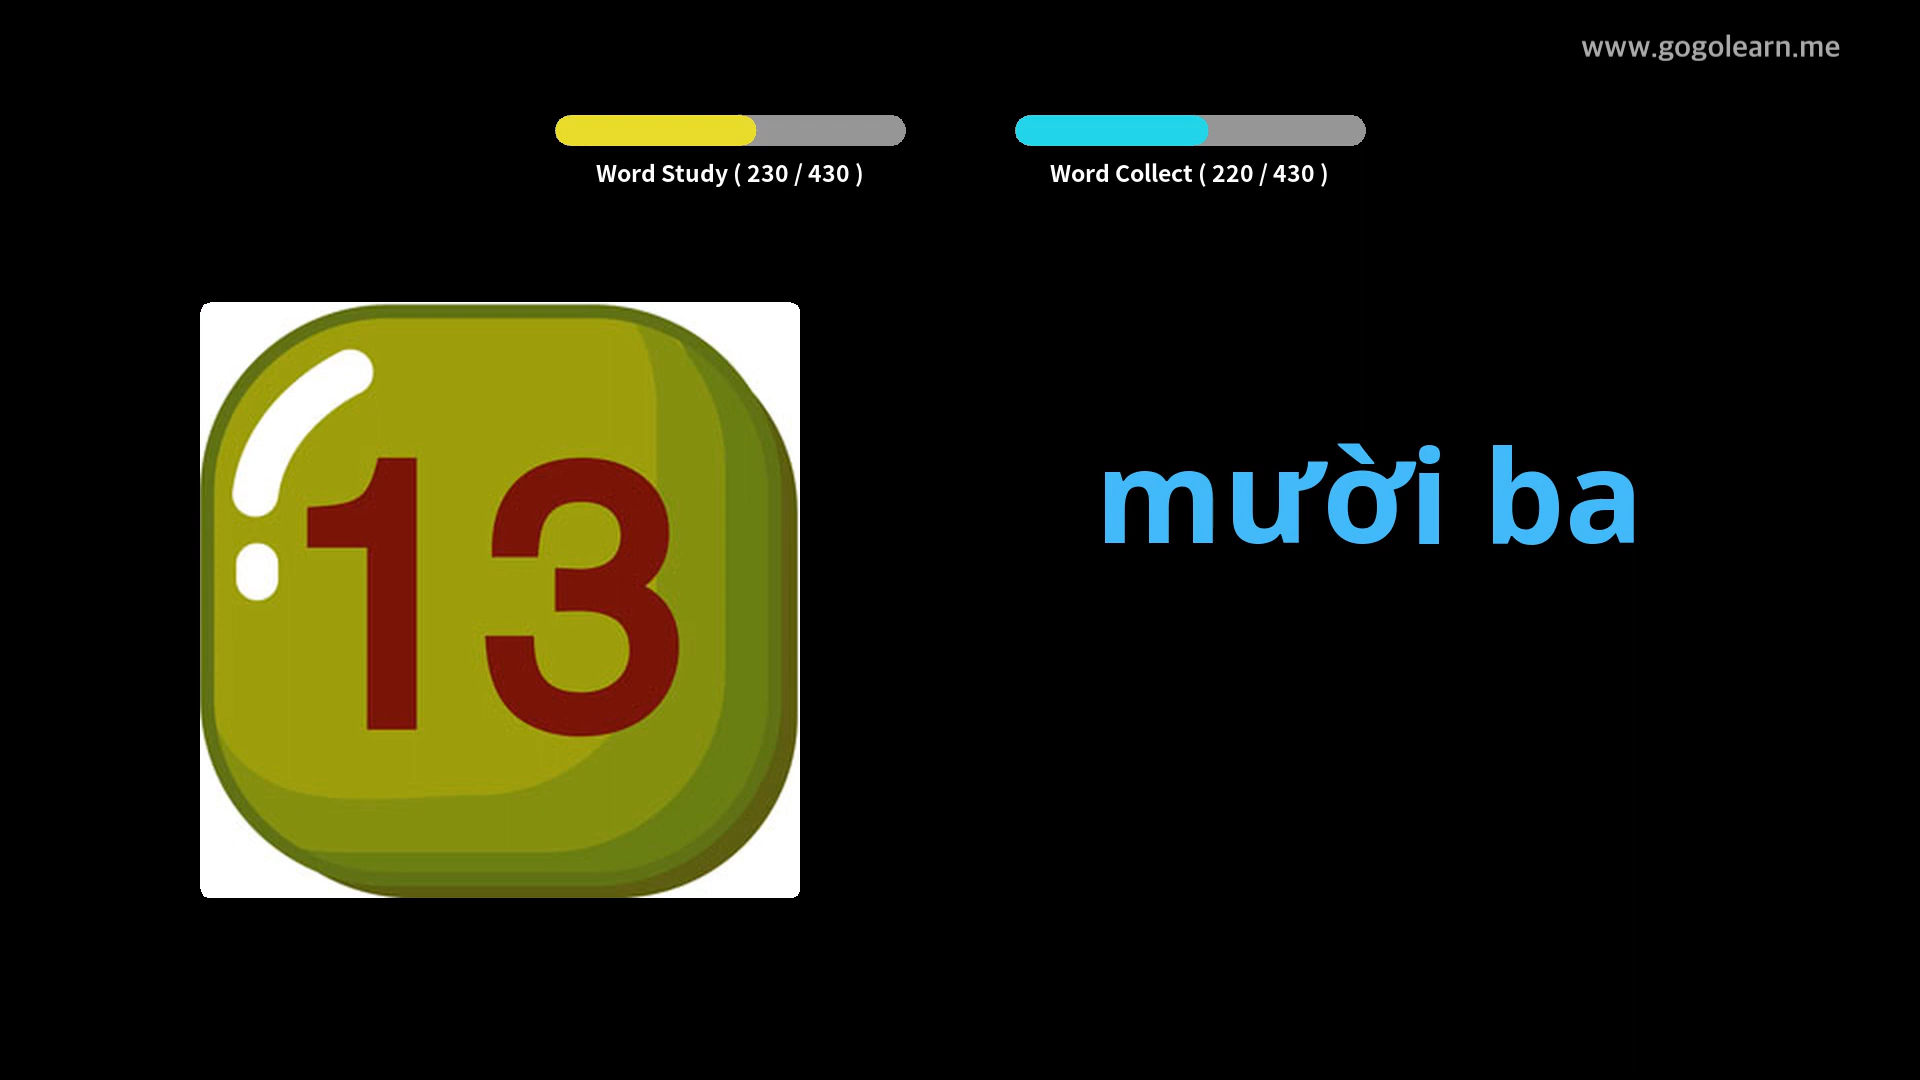 www.gogolearn.me
Word Study ( 230 / 430 )
Word Collect ( 220 / 430 )
13
mười ba